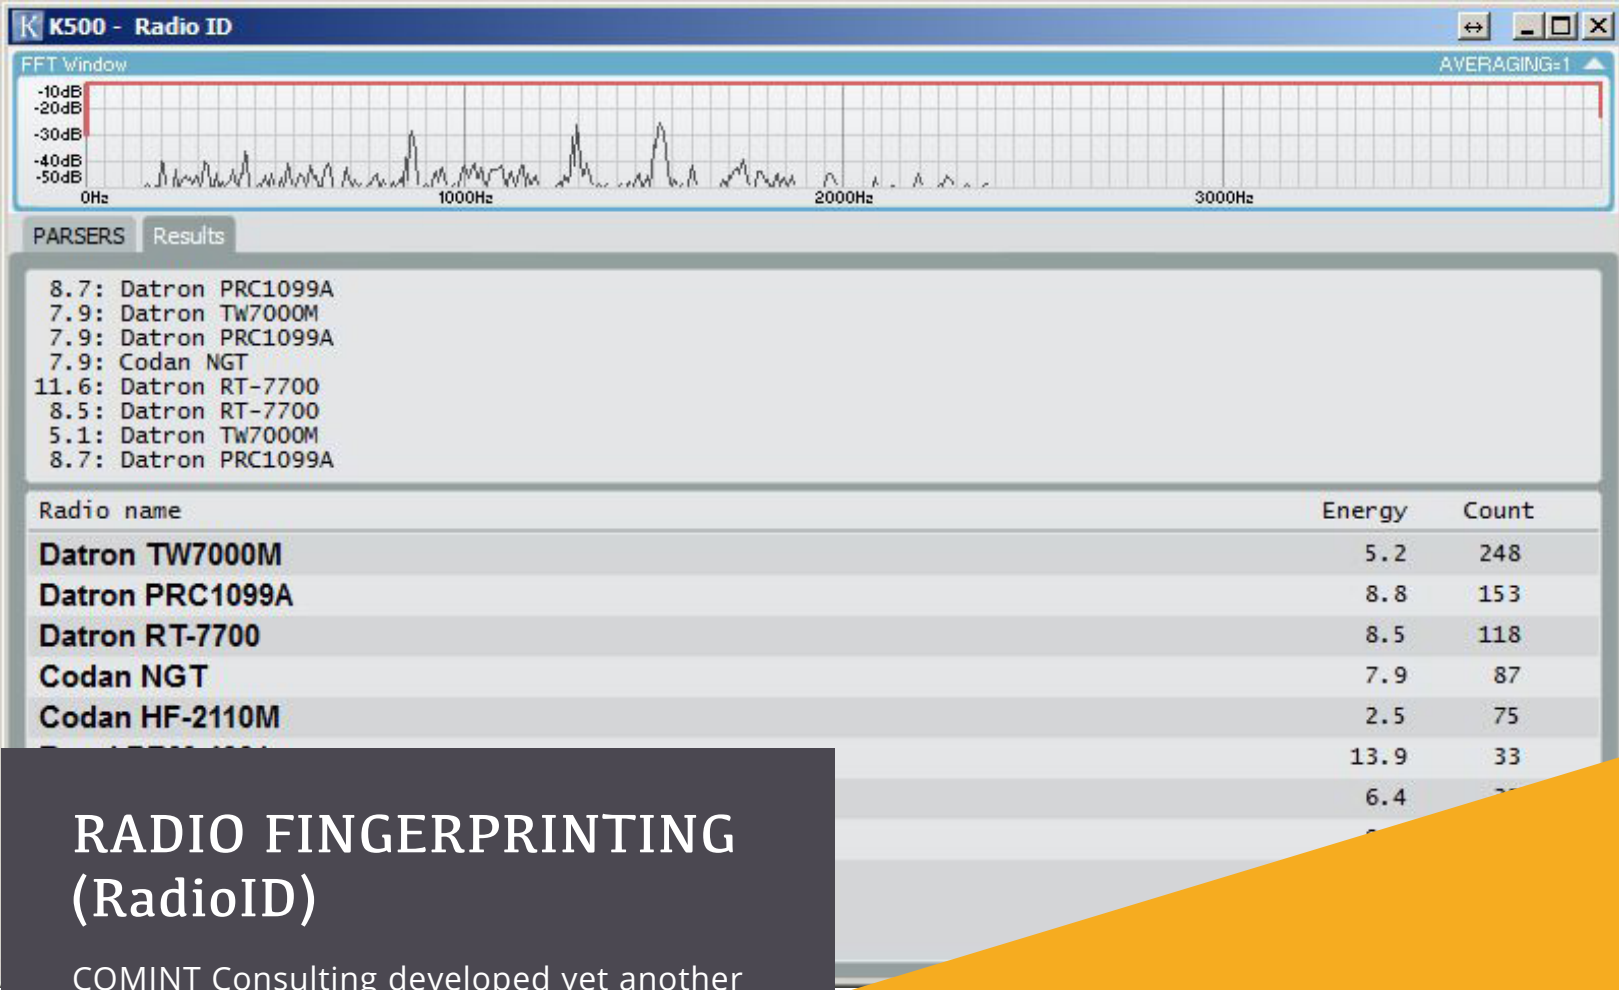 K K500 - Radio ID
FFT Window AVERAGING=1
-10dB
-20dB
-30dB
-40dB
-50dB
0Hz 1000Hz 2000Hz 3000Hz
PARSERS Results
8.7: Datron PRC1099A
7.9: Datron TW7000M
7.9: Datron PRC1099A
7.9: Codan NGT
11.6: Datron RT-7700
8.5: Datron RT-7700
5.1: Datron TW7000M
8.7: Datron PRC1099A
Radio name Energy Count
Datron TW7000M 5.2 248
Datron PRC1099A 8.8 153
Datron RT-7700 8.5 118
Codan NGT 7.9 87
Codan HF-2110M 2.5 75
13.9 33
6.4
RADIO FINGERPRINTING
(RadioID)
COMINT Consulting developed yet another